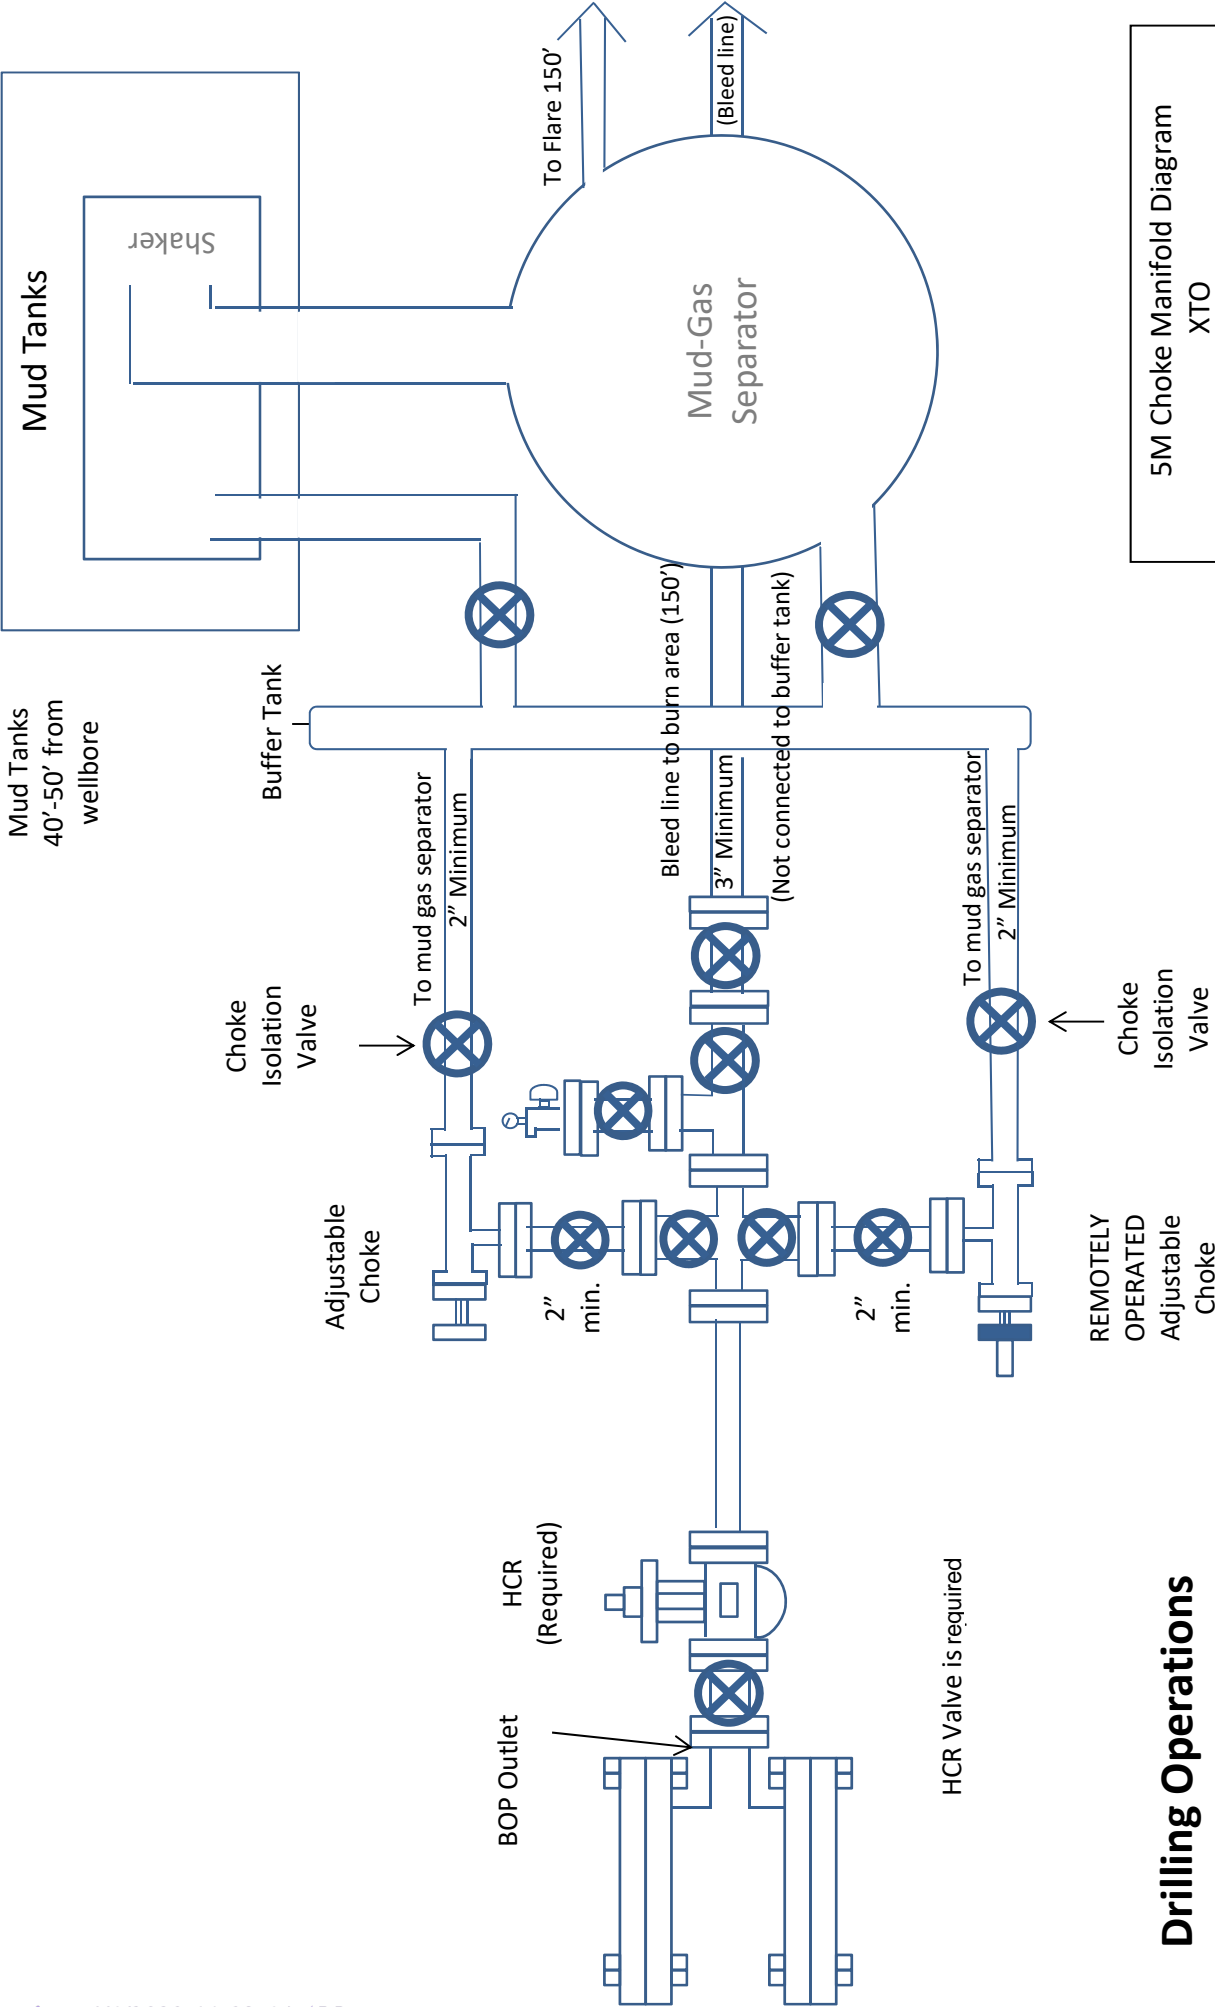 Mud Tanks
40’-50’ from
wellbore
Mud Tanks
Shaker
Buffer Tank
Choke
Isolation
Valve
Adjustable
Choke
To mud gas separator
2” Minimum
To Flare 150’
(Bleed line)
Mud-Gas
Separator
Bleed line to burn area (150’)
3” Minimum
(Not connected to buffer tank)
HCR
(Required)
BOP Outlet
2”
min.
2”
min.
To mud gas separator
2” Minimum
HCR Valve is required
REMOTELY
OPERATED
Adjustable
Choke
Choke
Isolation
Valve
Drilling Operations
5M Choke Manifold Diagram
XTO